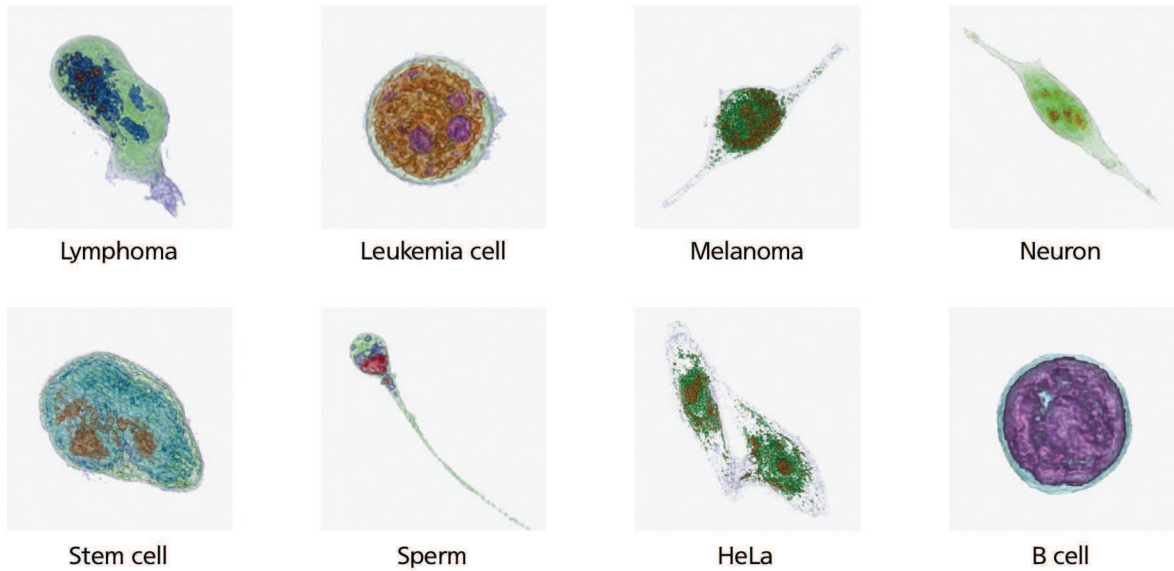 Lymphoma
Leukemia cell
Melanoma
Neuron
Stem cell
Sperm
HeLa
B cell